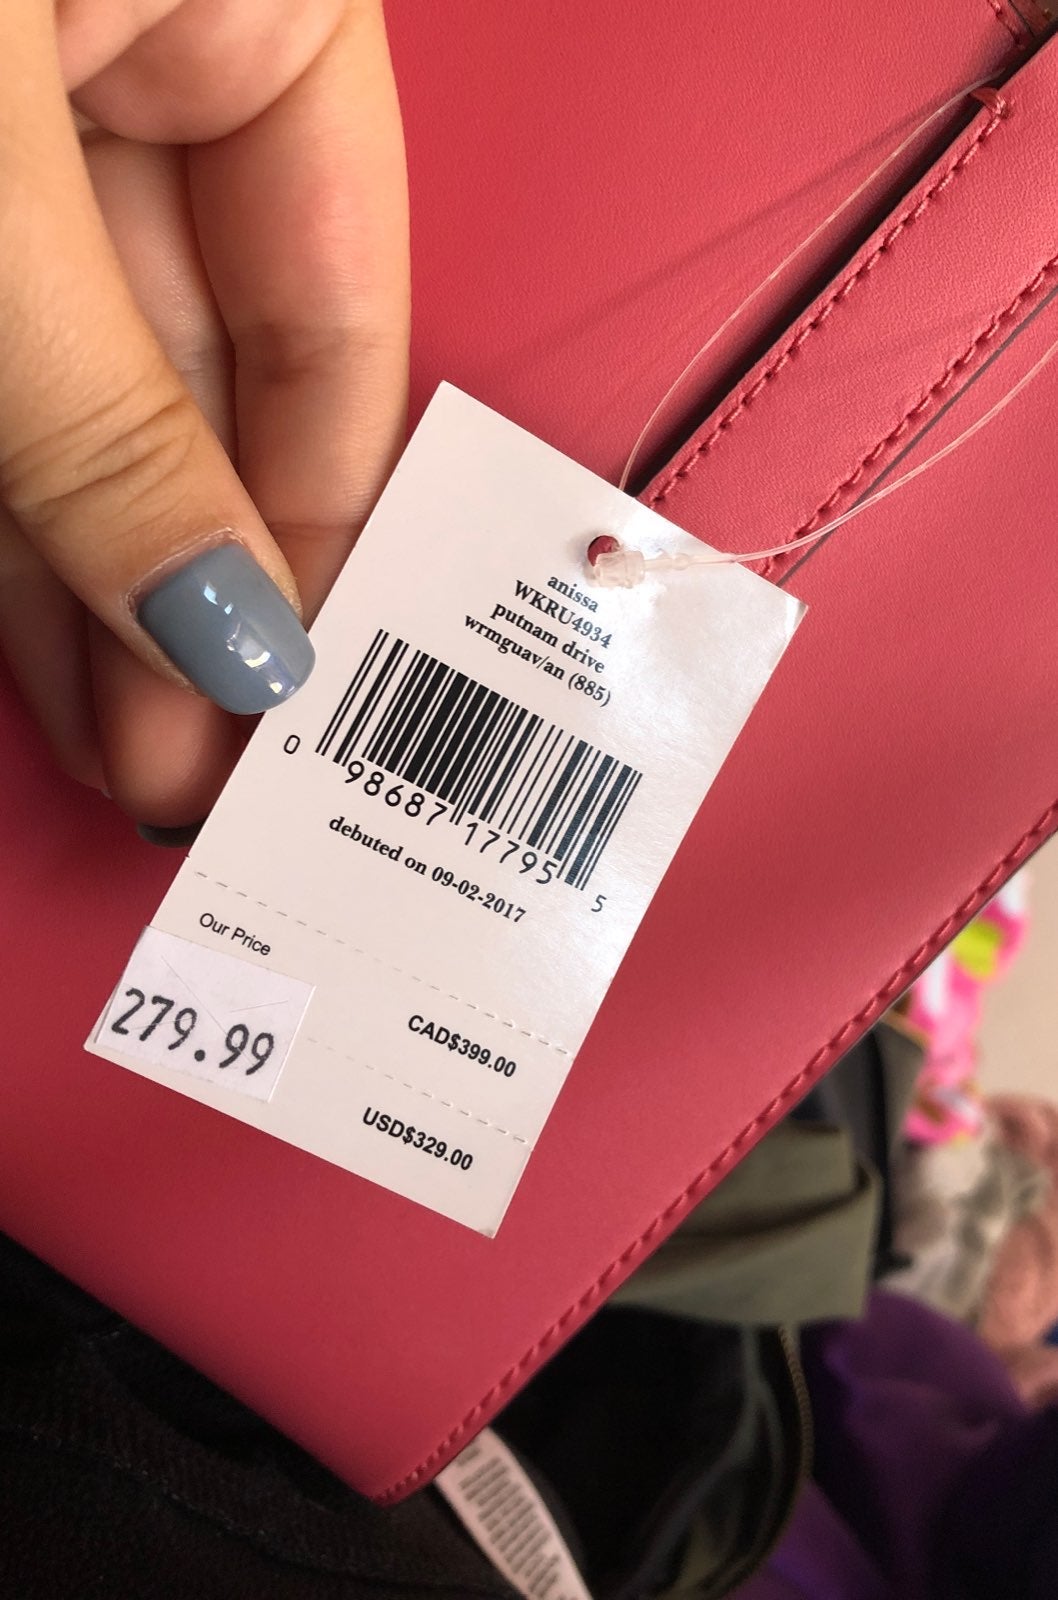 anissa
WKRU4934
putnam drive
wrmguav/an (885)
0 98687 17795 5
debuted on 09-02-2017
Our Price
279.99
CAD$399.00
USD$329.00